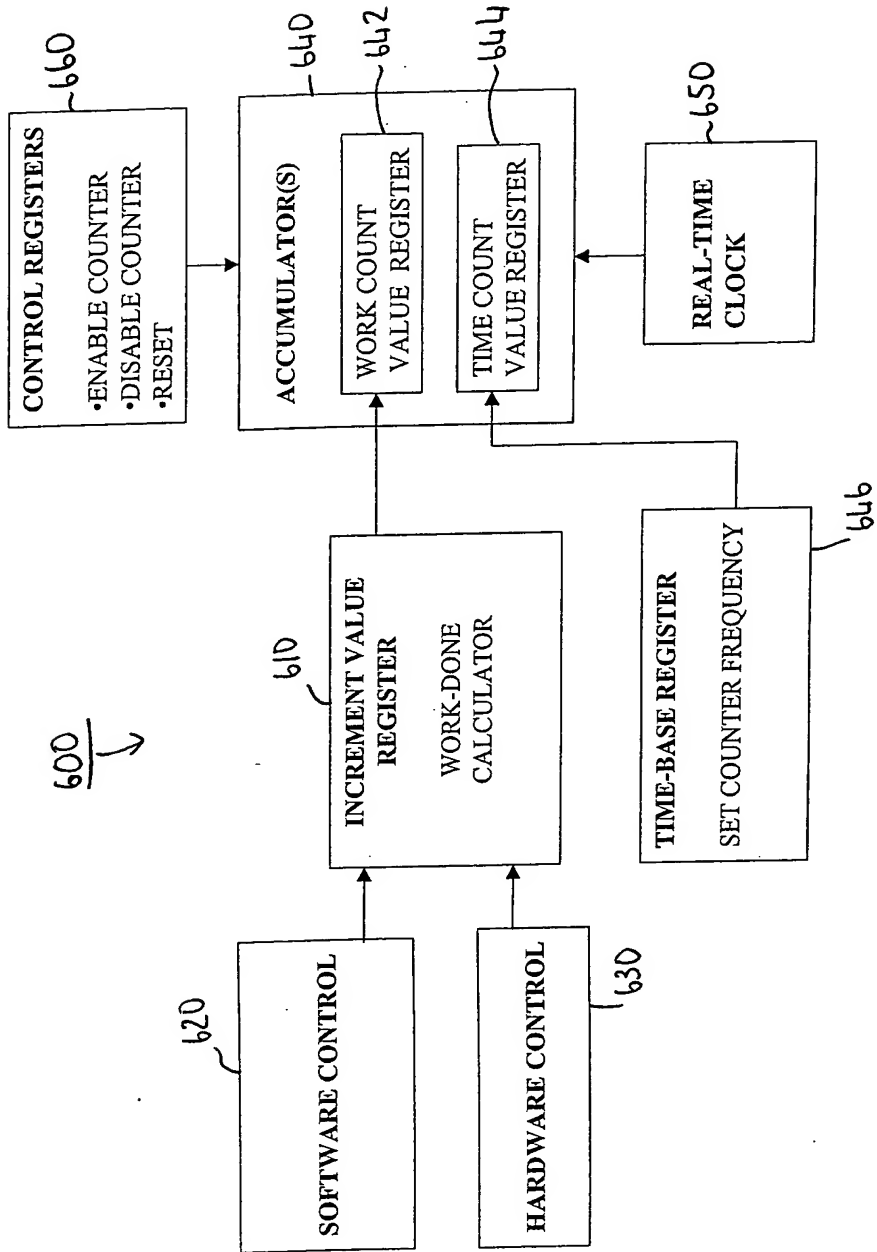 600
620
SOFTWARE CONTROL
HARDWARE CONTROL
630
610
INCREMENT VALUE
REGISTER
WORK-DONE
CALCULATOR
TIME-BASE REGISTER
SET COUNTER FREQUENCY
646
CONTROL REGISTERS
•ENABLE COUNTER
•DISABLE COUNTER
•RESET
660
ACCUMULATOR(S)
640
WORK COUNT
VALUE REGISTER
642
TIME COUNT
VALUE REGISTER
644
REAL-TIME
CLOCK
650